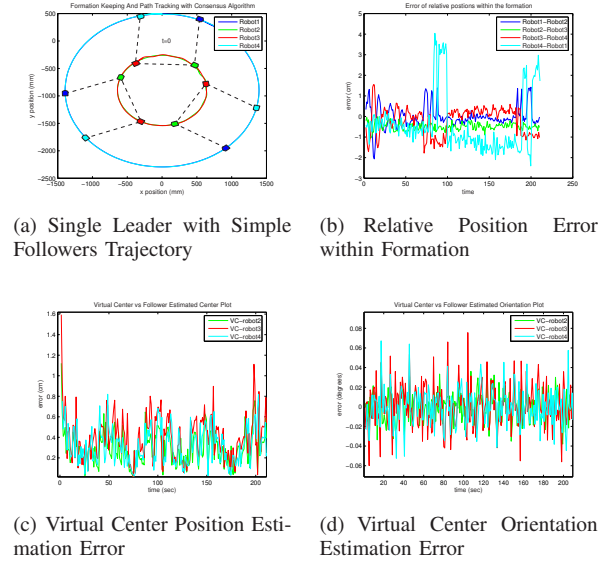 Formation Keeping And Path Tracking with Consensus Algorithm
Robot1
Robot2
Robot3
Robot4
t=0
500
0
−500
−1000
−1500
−2000
−2500
y position (mm)
−1500 −1000 −500 0 500 1000 1500
x position (mm)
Error of relative postions within the formation
Robot1−Robot2
Robot2−Robot3
Robot3−Robot4
Robot4−Robot1
5
4
3
2
1
0
−1
−2
−3
error (cm)
0 50 100 150 200 250
time
(a) Single Leader with Simple
Followers Trajectory
(b) Relative Position Error
within Formation
Virtual Center vs Follower Estimated Center Plot
VC−robot2
VC−robot3
VC−robot4
1.6
1.4
1.2
1
0.8
0.6
0.4
0.2
error (cm)
0 50 100 150 200
time (sec)
Virtual Center vs Follower Estimated Orientation Plot
VC−robot2
VC−robot3
VC−robot4
0.08
0.06
0.04
0.02
0
−0.02
−0.04
−0.06
error (degrees)
20 40 60 80 100 120 140 160 180 200
time (sec)
(c) Virtual Center Position Esti-
mation Error
(d) Virtual Center Orientation
Estimation Error